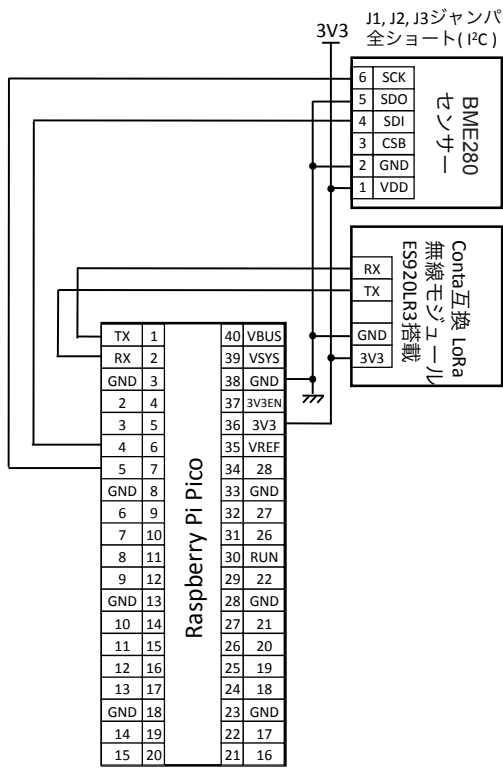 3V3
J1, J2, J3ジャンパ
全ショート( I²C )
6 SCK
5 SDO
4 SDI
3 CSB
2 GND
1 VDD
BME280
センサー
RX
TX
GND
3V3
Conta互換 LoRa
無線モジュール
ES920LR3搭載
TX 1 40 VBUS
RX 2 39 VSYS
GND 3 38 GND
2 4 37 3V3EN
3 5 36 3V3
4 6 35 VREF
5 7 34 28
GND 8 33 GND
6 9 32 27
7 10 31 26
8 11 30 RUN
9 12 29 22
GND 13 28 GND
10 14 27 21
11 15 26 20
12 16 25 19
13 17 24 18
GND 18 23 GND
14 19 22 17
15 20 21 16
Raspberry Pi Pico